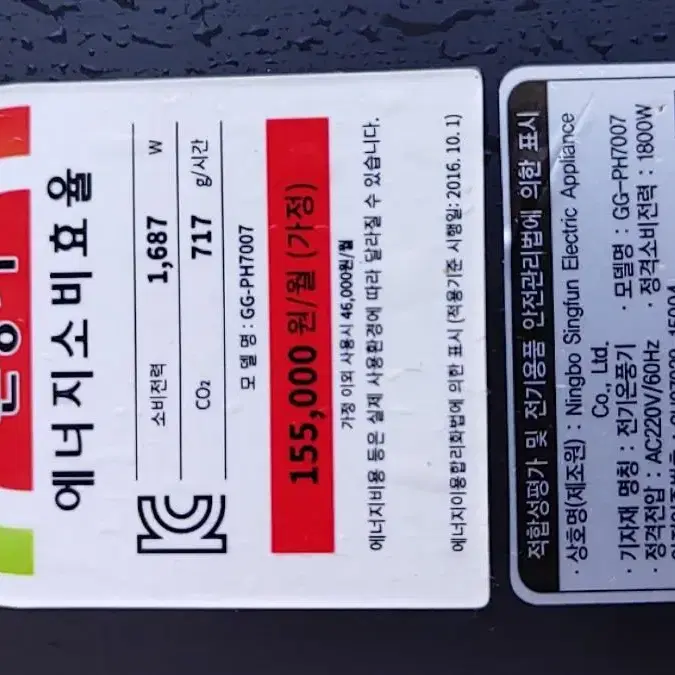 에너지소비효율
소비전력 1,687 W
CO₂ 717 g/시간
모델명 : GG-PH7007
155,000 원/월 (가정)
가정 이외 사용시 46,000원/월
에너지비용 등은 실제 사용환경에 따라 달라질 수 있습니다.
에너지이용합리화법에 의한 표시 (적용기준 시행일: 2016. 10. 1)
적합성평가 및 전기용품 안전관리법에 의한 표시
· 상호명(제조원) : Ningbo Singfun Electric Appliance
Co., Ltd.
· 기자재 명칭 : 전기온풍기 · 모델명 : GG-PH7007
· 정격전압 : AC220V/60Hz · 정격소비전력 : 1800W